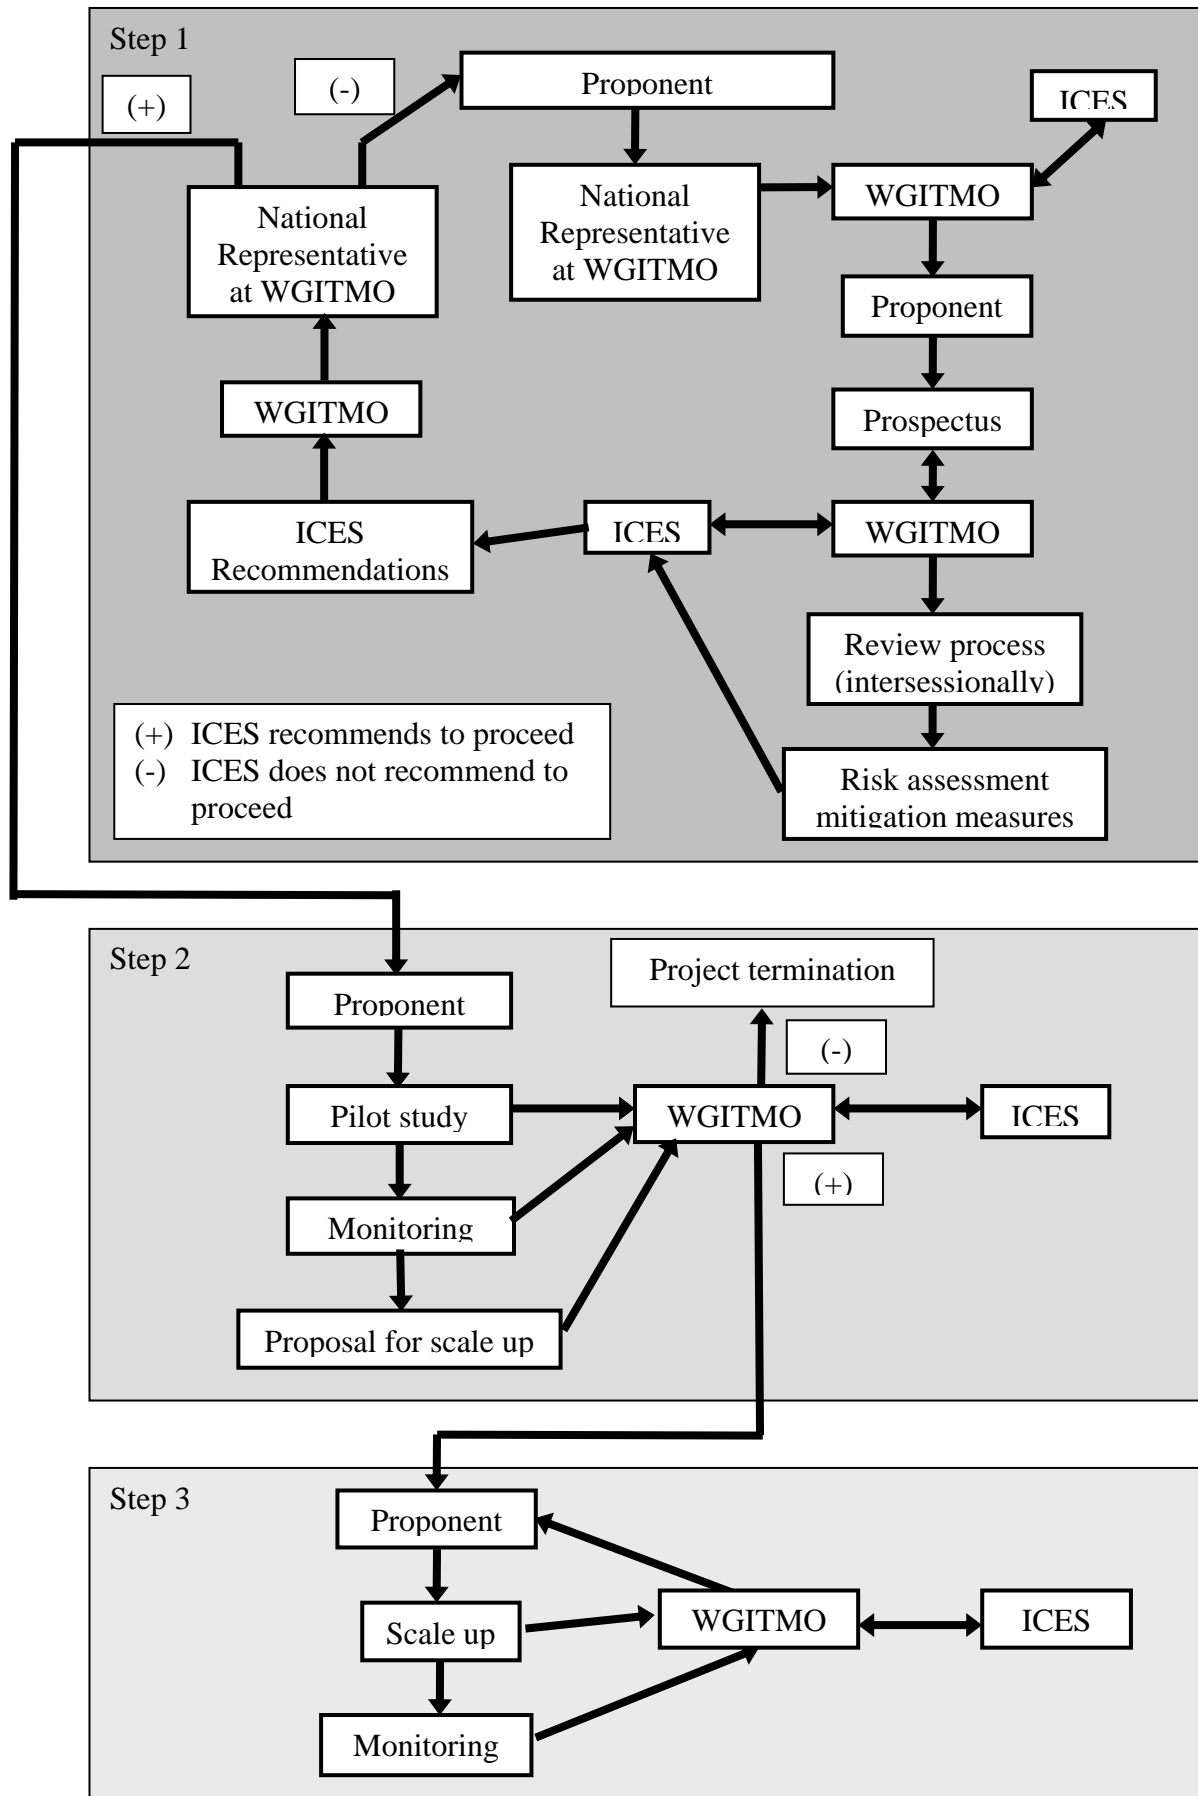 Step 1
(+)
(-)
Proponent
ICES
National
Representative
at WGITMO
National
Representative
at WGITMO
WGITMO
Proponent
WGITMO
Prospectus
ICES
Recommendations
ICES
WGITMO
Review process
(intersessionally)
(+) ICES recommends to proceed
(-) ICES does not recommend to
proceed
Risk assessment
mitigation measures
Step 2
Project termination
Proponent
(-)
Pilot study
WGITMO
ICES
(+)
Monitoring
Proposal for scale up
Step 3
Proponent
Scale up
WGITMO
ICES
Monitoring